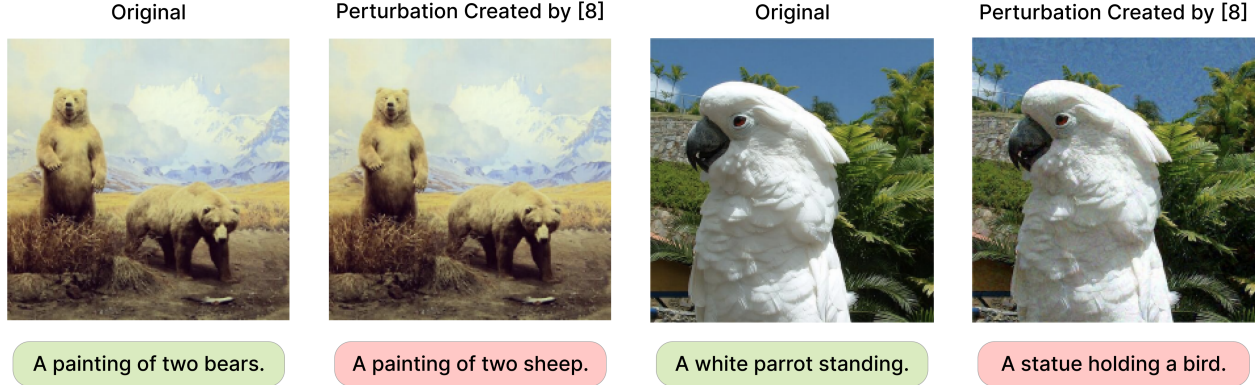 Original
Perturbation Created by [8]
Original
Perturbation Created by [8]
A painting of two bears.
A painting of two sheep.
A white parrot standing.
A statue holding a bird.